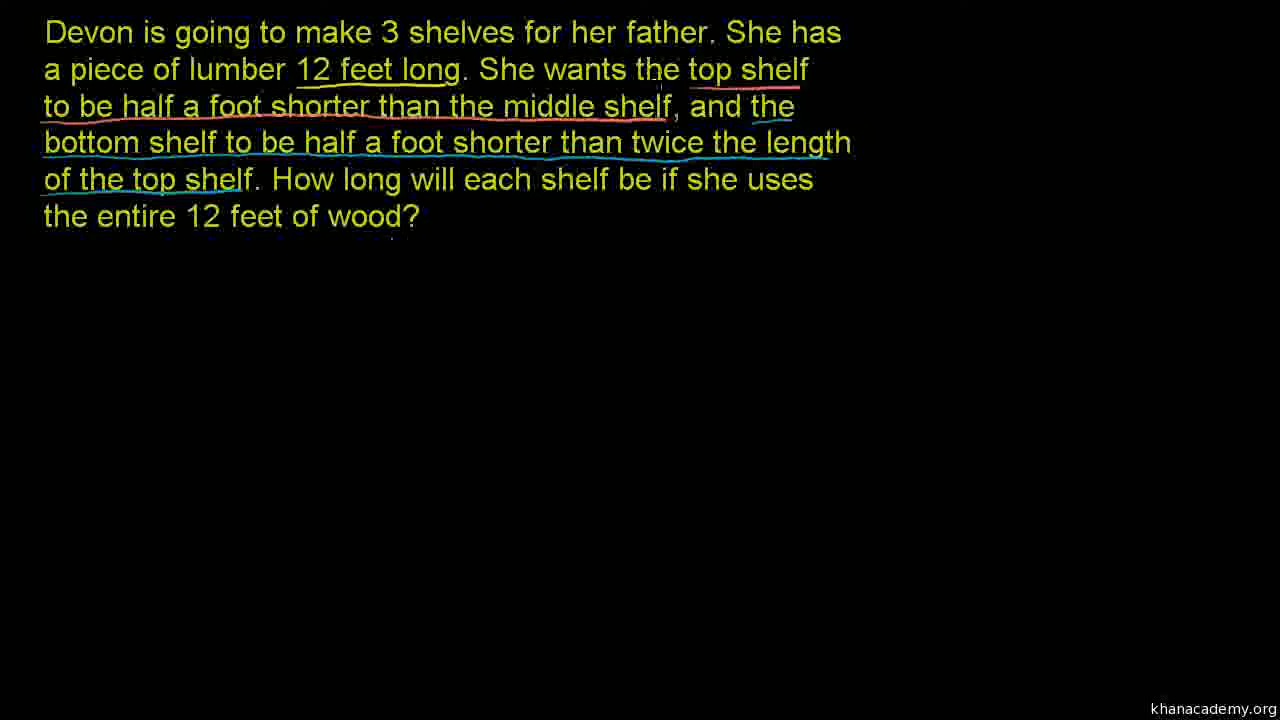 Devon is going to make 3 shelves for her father. She has
a piece of lumber 12 feet long. She wants the top shelf
to be half a foot shorter than the middle shelf, and the
bottom shelf to be half a foot shorter than twice the length
of the top shelf. How long will each shelf be if she uses
the entire 12 feet of wood?
khanacademy.org